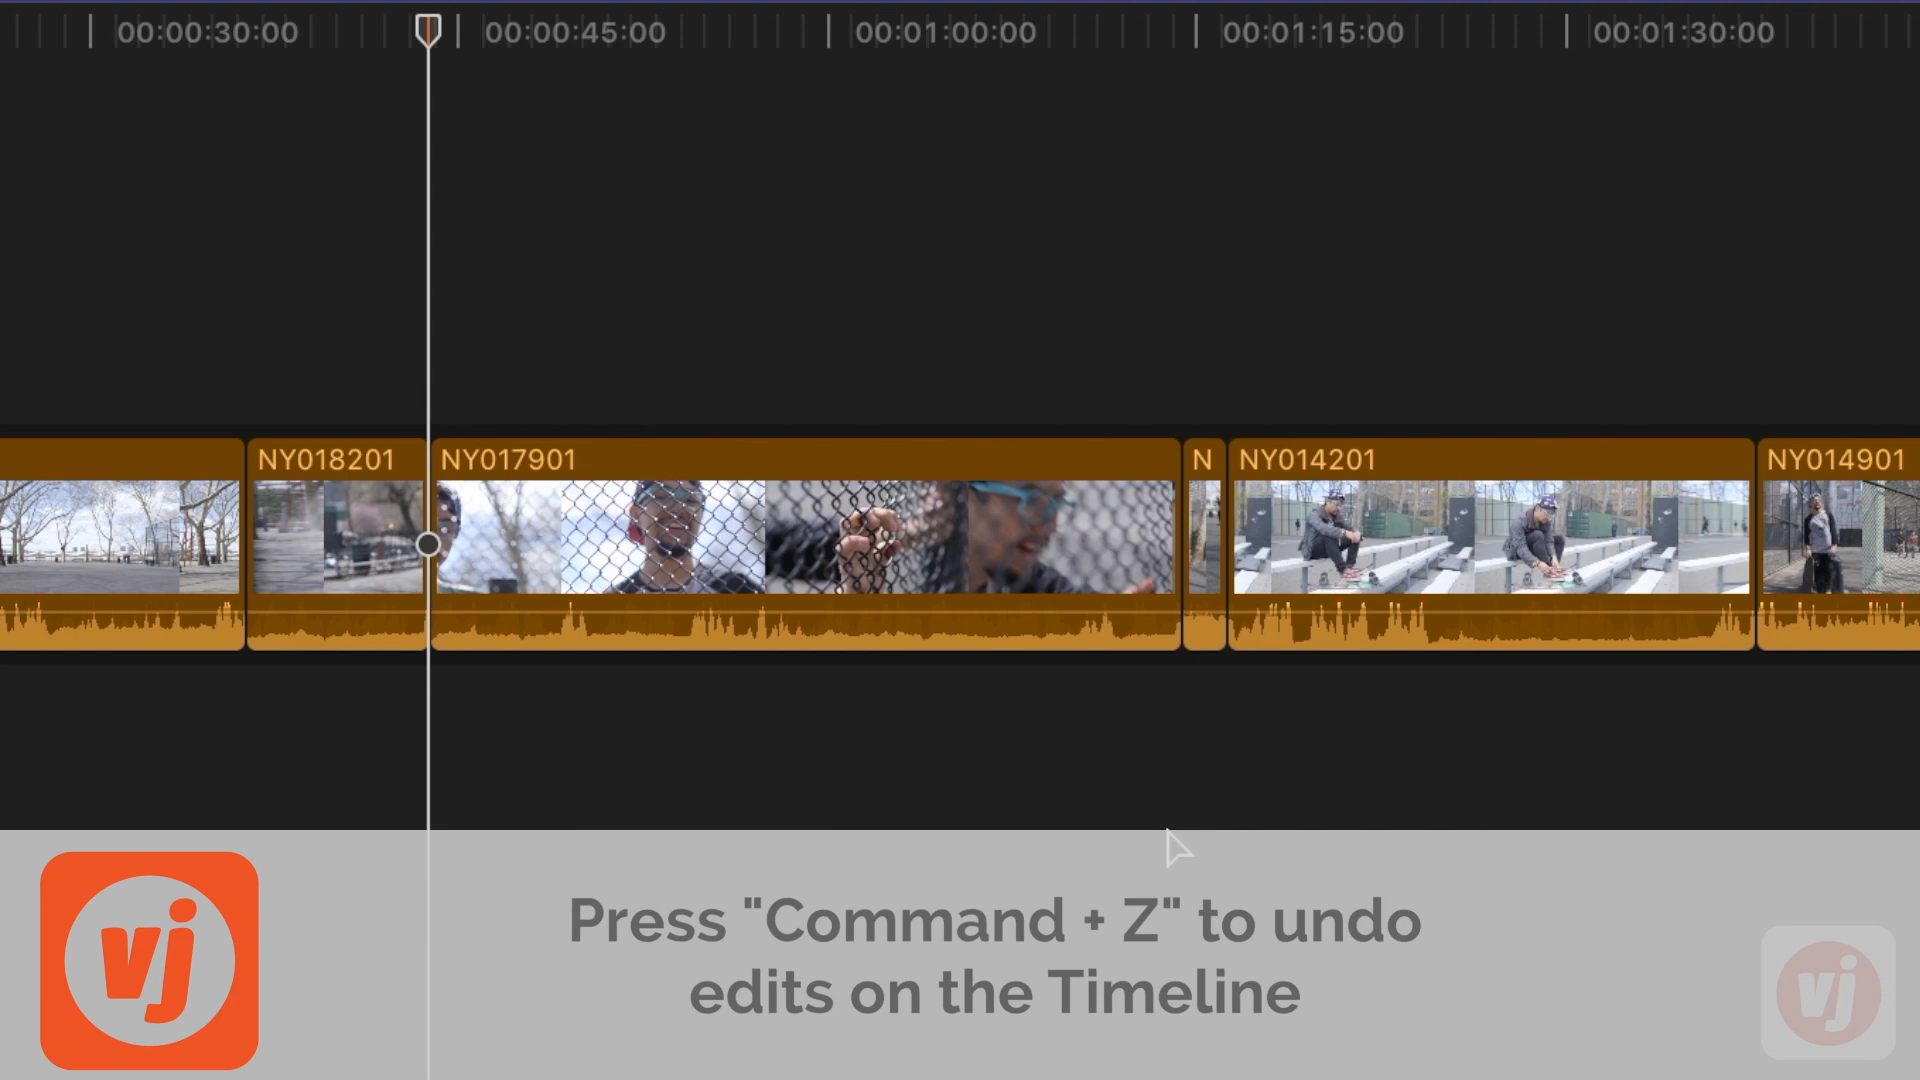 00:00:30:00 00:00:45:00 00:01:00:00 00:01:15:00 00:01:30:00
NY018201 NY017901 N NY014201 NY014901
Press "Command + Z" to undo
edits on the Timeline
vj
vj